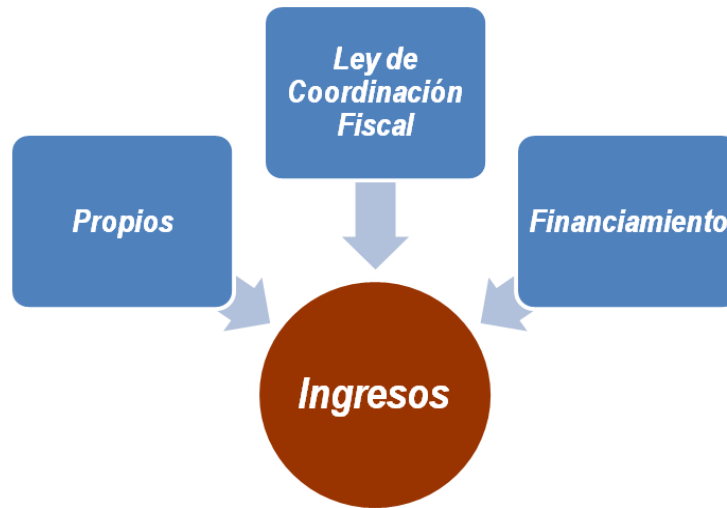 Ley de
Coordinación
Fiscal
Propios
Financiamiento
Ingresos